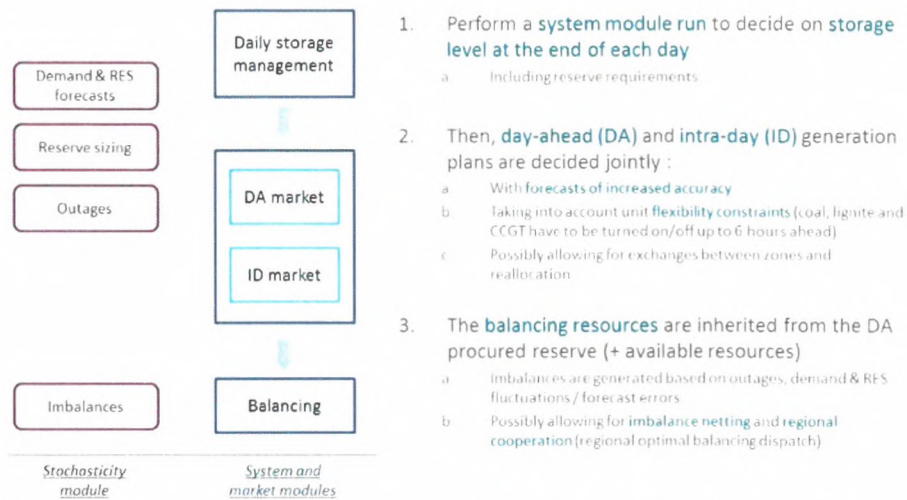 Daily storage
management
Demand & RES
forecasts
Reserve sizing
Outages
DA market
ID market
Imbalances
Balancing
Stochasticity
module
System and
market modules
1. Perform a system module run to decide on storage
level at the end of each day
a Including reserve requirements
2. Then, day-ahead (DA) and intra-day (ID) generation
plans are decided jointly :
a With forecasts of increased accuracy
b Taking into account unit flexibility constraints (coal, lignite and
CCGT have to be turned on/off up to 6 hours ahead)
c Possibly allowing for exchanges between zones and
reallocation
3. The balancing resources are inherited from the DA
procured reserve (+ available resources)
a Imbalances are generated based on outages, demand & RES
fluctuations / forecast errors
b Possibly allowing for imbalance netting and regional
cooperation (regional optimal balancing dispatch)